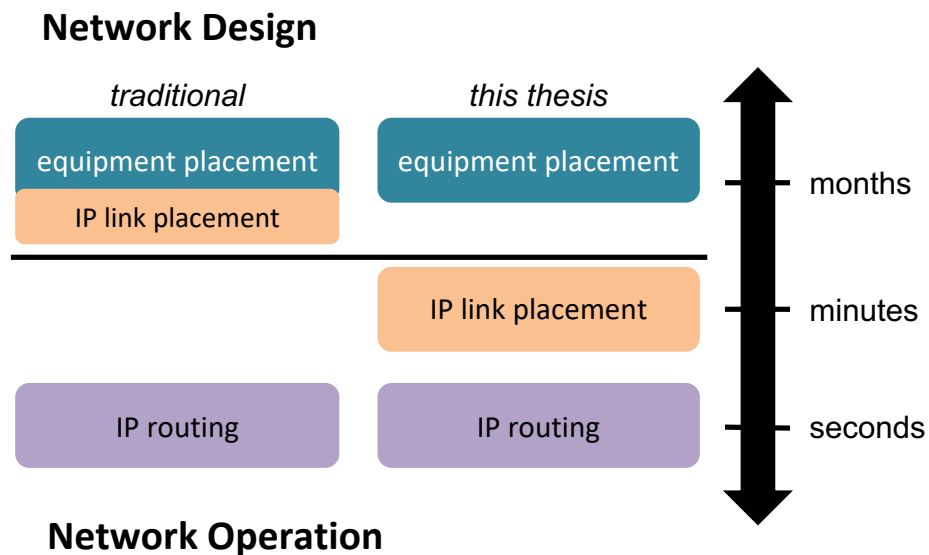 Network Design
traditional
this thesis
equipment placement
equipment placement
months
IP link placement
IP link placement
minutes
IP routing
IP routing
seconds
Network Operation